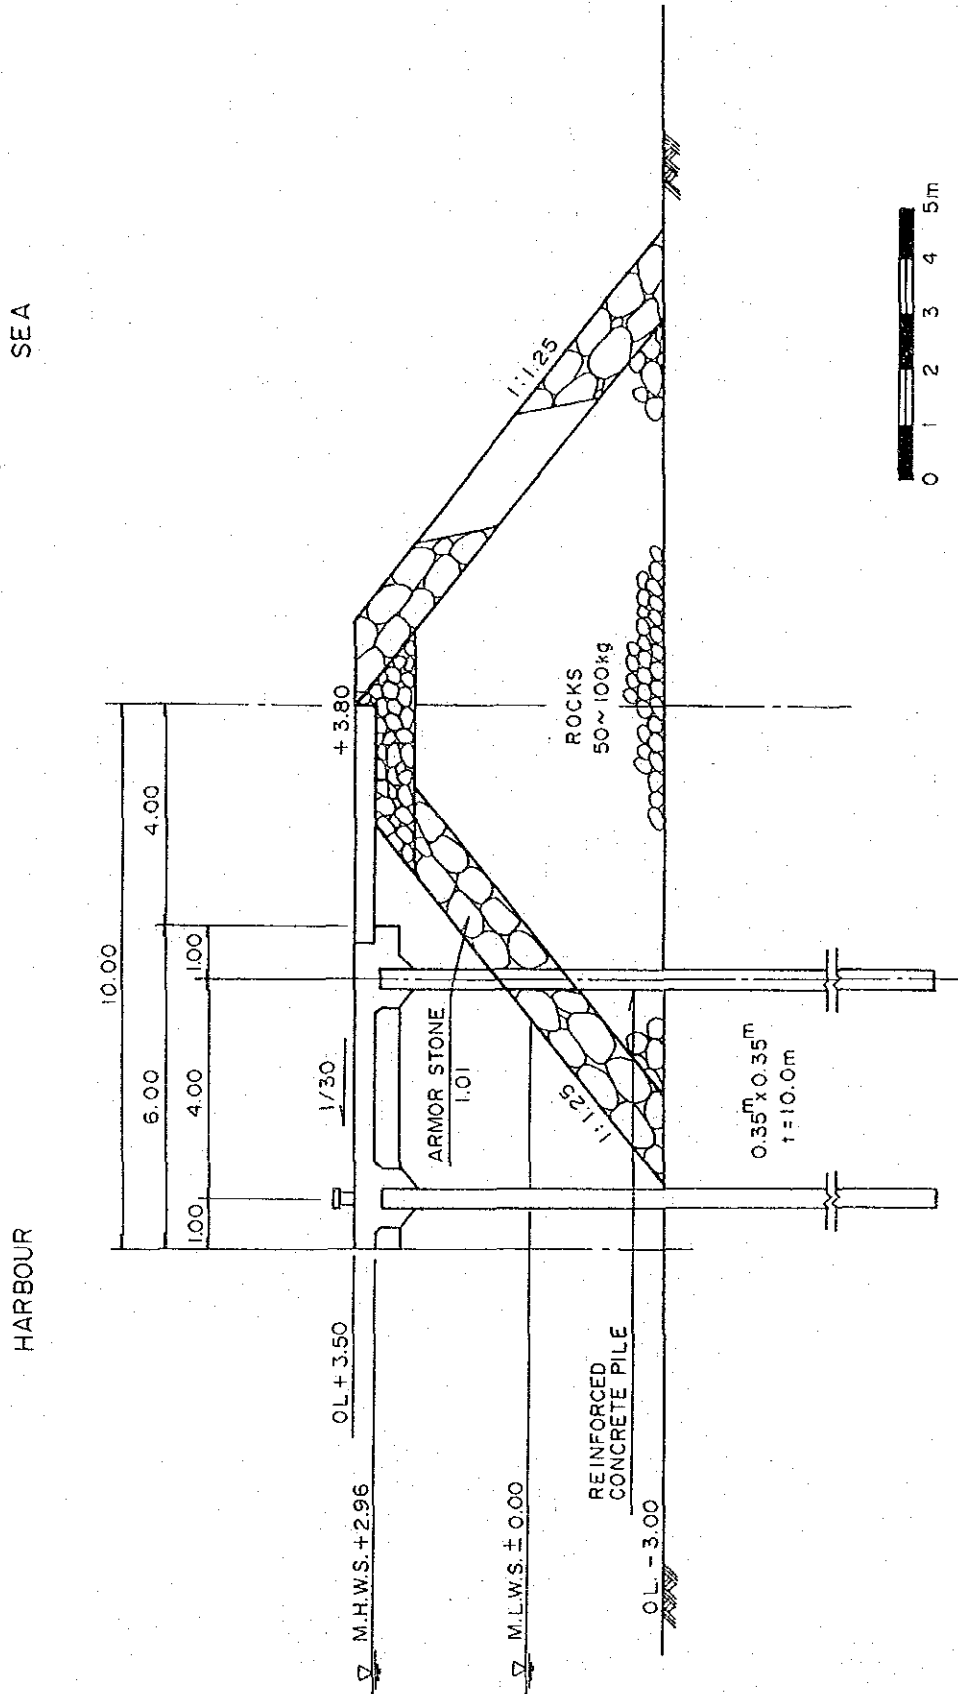 HARBOUR
SEA
10.00
6.00
4.00
1.00
4.00
1.00
1/30
+ 3.80
OL + 3.50
M.H.W.S. + 2.96
M.L.W.S. ± 0.00
OL. - 3.00
ARMOR STONE
1.01
1:1.25
1:1.25
ROCKS
50~100kg
REINFORCED
CONCRETE PILE
0.35m x 0.35m
t = 10.0m
0 1 2 3 4 5m